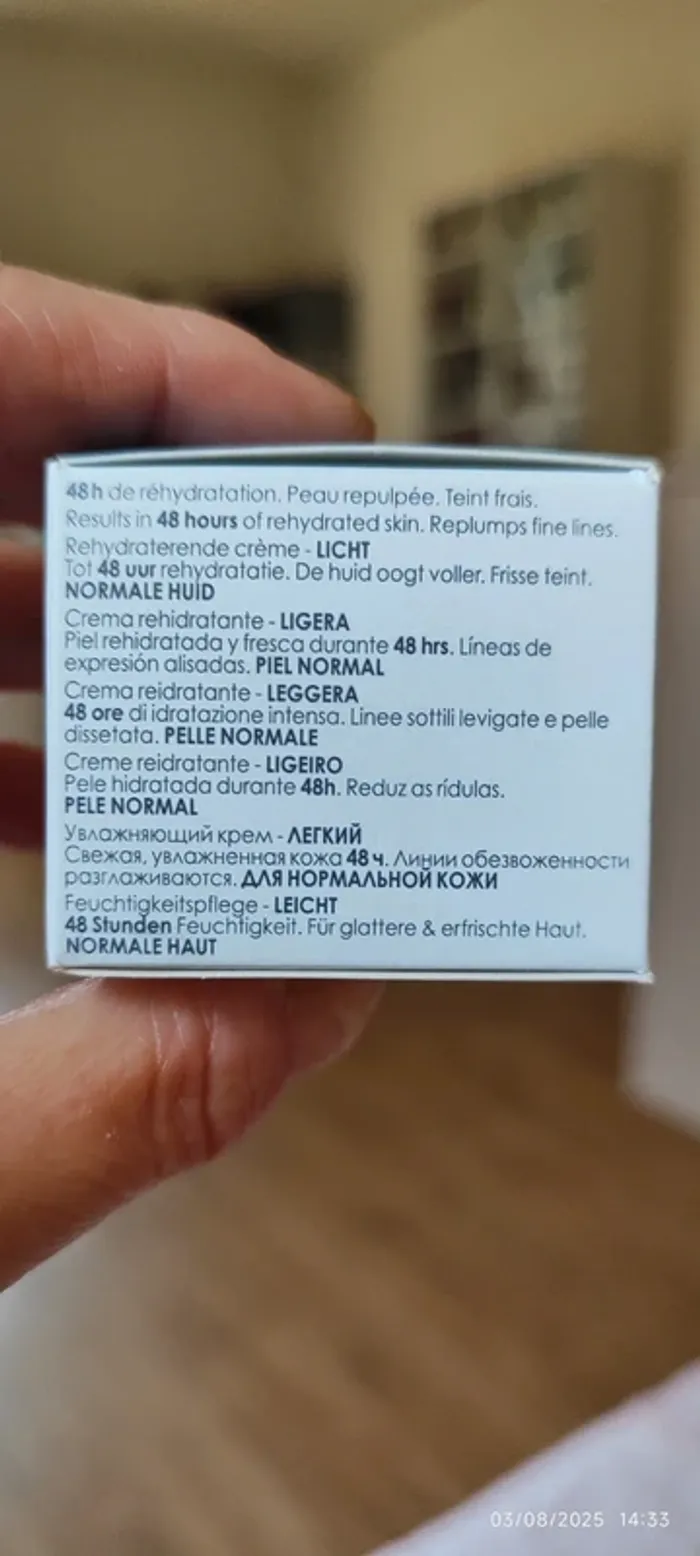 48h de réhydratation. Peau repulpée. Teint frais.
Results in 48 hours of rehydrated skin. Replumps fine lines.
Rehydraterende crème - LICHT
Tot 48 uur rehydratatie. De huid oogt voller. Frisse teint.
NORMALE HUID
Crema rehidratante - LIGERA
Piel rehidratada y fresca durante 48 hrs. Líneas de
expresión alisadas. PIEL NORMAL
Crema reidratante - LEGGERA
48 ore di idratazione intensa. Linee sottili levigate e pelle
dissetata. PELLE NORMALE
Creme reidratante - LIGEIRO
Pele hidratada durante 48h. Reduz as rídulas.
PELE NORMAL
Увлажняющий крем - ЛЕГКИЙ
Свежая, увлажненная кожа 48 ч. Линии обезвоженности
разглаживаются. ДЛЯ НОРМАЛЬНОЙ КОЖИ
Feuchtigkeitspflege - LEICHT
48 Stunden Feuchtigkeit. Für glattere & erfrischte Haut.
NORMALE HAUT
03/08/2025 14:33